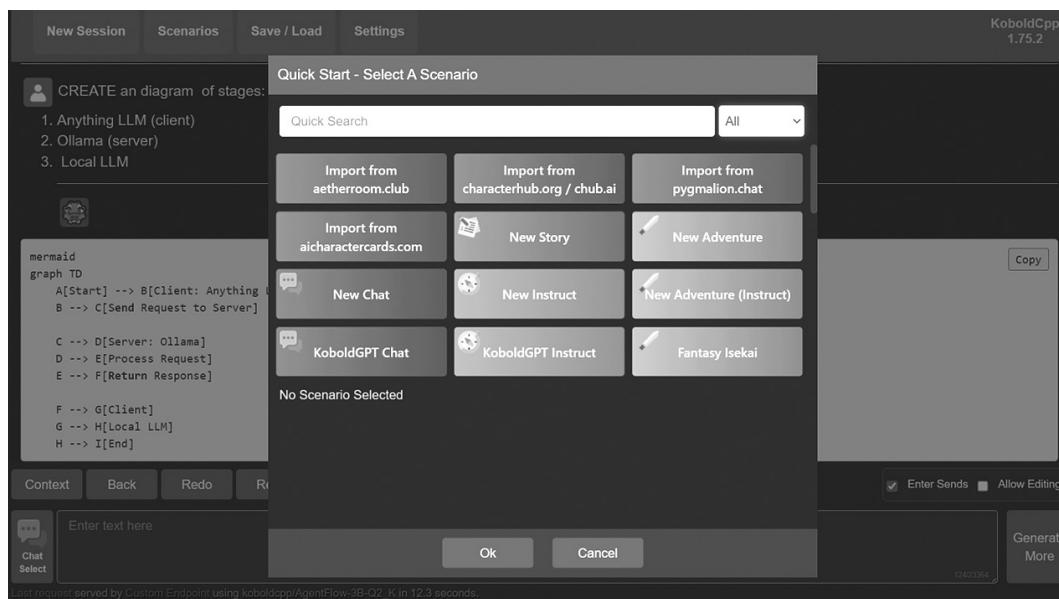 New Session Scenarios Save / Load Settings
KoboldCpp
1.75.2
CREATE an diagram of stages:
1. Anything LLM (client)
2. Ollama (server)
3. Local LLM
mermaid
graph TD
A[Start] --> B[Client: Anything
B --> C[Send Request to Server]
C --> D[Server: Ollama]
D --> E[Process Request]
E --> F[Return Response]
F --> G[Client]
G --> H[Local LLM]
H --> I[End]
Copy
Quick Start - Select A Scenario
Quick Search
All
Import from
aetherroom.club
Import from
characterhub.org / chub.ai
Import from
pygmalion.chat
Import from
aicharactercards.com
New Story
New Adventure
New Chat
New Instruct
New Adventure (Instruct)
KoboldGPT Chat
KoboldGPT Instruct
Fantasy Isekai
No Scenario Selected
Ok
Cancel
Context Back Redo
Enter Sends
Allow Editing
Enter text here
Chat
Select
Generate
More
Last request served by Custom Endpoint using koboldcpp/AgentFlow-3B-Q2_K in 12.3 seconds.